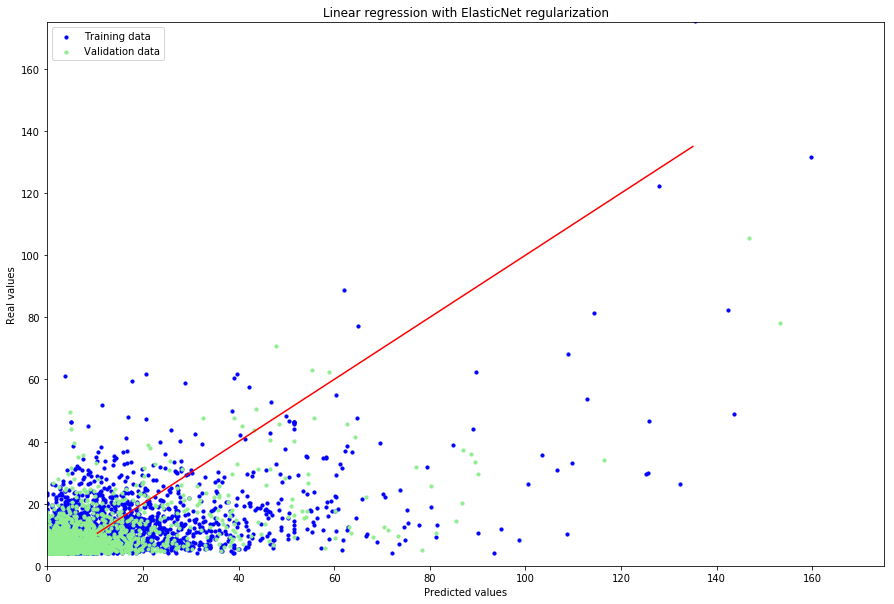 Linear regression with ElasticNet regularization
Training data
Validation data
160
140
120
100
80
60
40
20
0
Real values
0 20 40 60 80 100 120 140 160
Predicted values